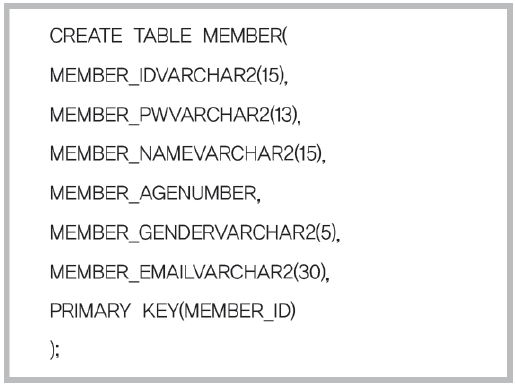 CREATE TABLE MEMBER(
MEMBER_IDVARCHAR2(15),
MEMBER_PWVARCHAR2(13),
MEMBER_NAMEVARCHAR2(15),
MEMBER_AGENUMBER,
MEMBER_GENDERVARCHAR2(5),
MEMBER_EMAILVARCHAR2(30),
PRIMARY KEY(MEMBER_ID)
);